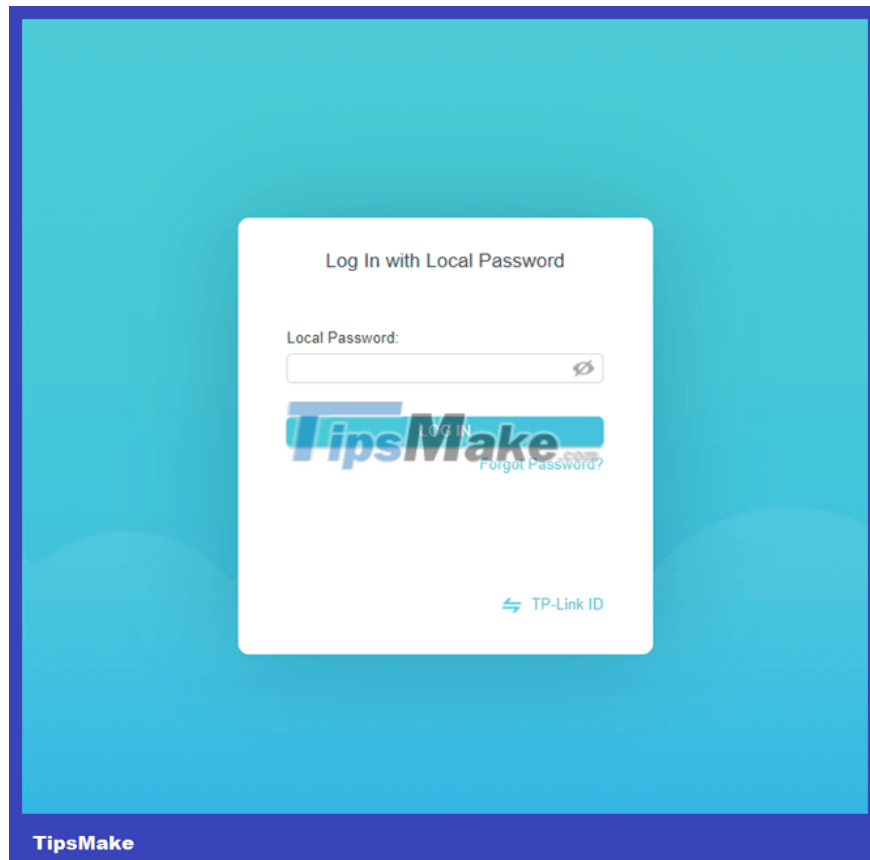 Log In with Local Password
Local Password:
LOG IN
TipsMake.com
Forgot Password?
TP-Link ID
TipsMake